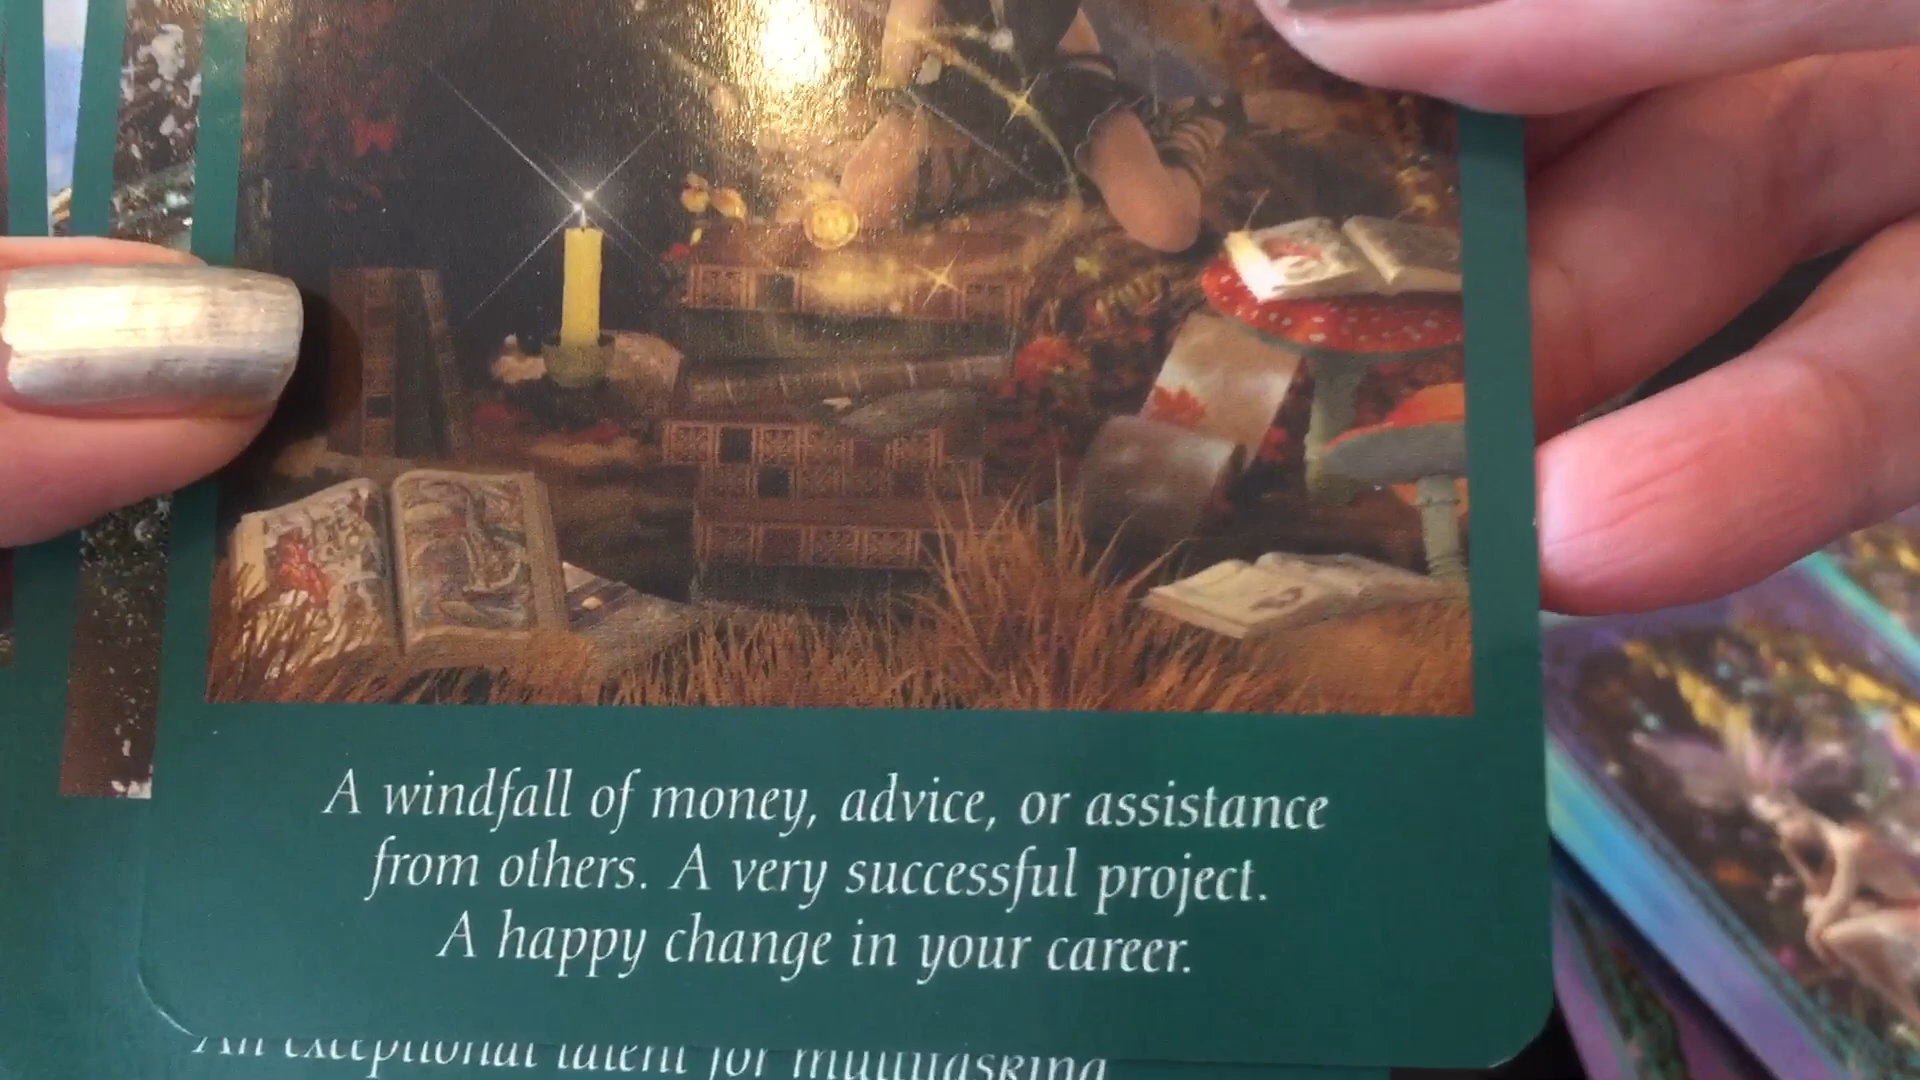 A windfall of money, advice, or assistance
from others. A very successful project.
A happy change in your career.
An exceptional talent for multitasking